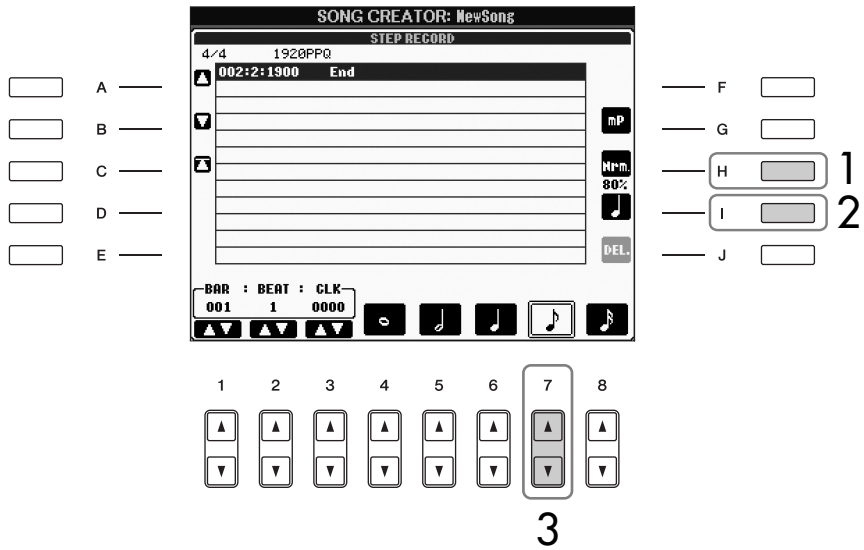 SONG CREATOR: NewSong
STEP RECORD
4/4 1920PPQ
002:2:1900 End
A
B
C
D
E
F
mP G
Nrm. H 1
80%
I 2
DEL. J
BAR : BEAT : CLK
001 1 0000
1 2 3 4 5 6 7 8
3